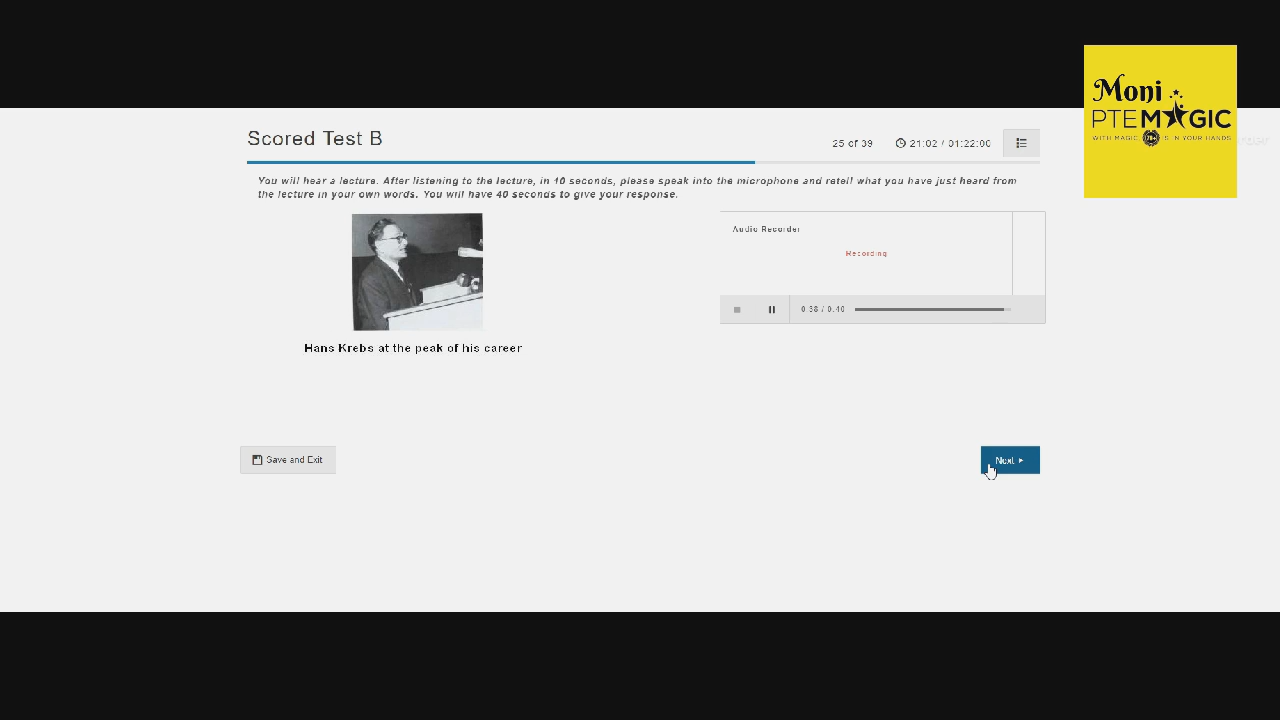 Moni
PTEMAGIC
WITH MAGIC 79+ IS IN YOUR HANDS
Scored Test B
25 of 39
21:02 / 01:22:00
You will hear a lecture. After listening to the lecture, in 10 seconds, please speak into the microphone and retell what you have just heard from
the lecture in your own words. You will have 40 seconds to give your response.
Audio Recorder
Recording
0:38 / 0:40
Hans Krebs at the peak of his career
Save and Exit
Next